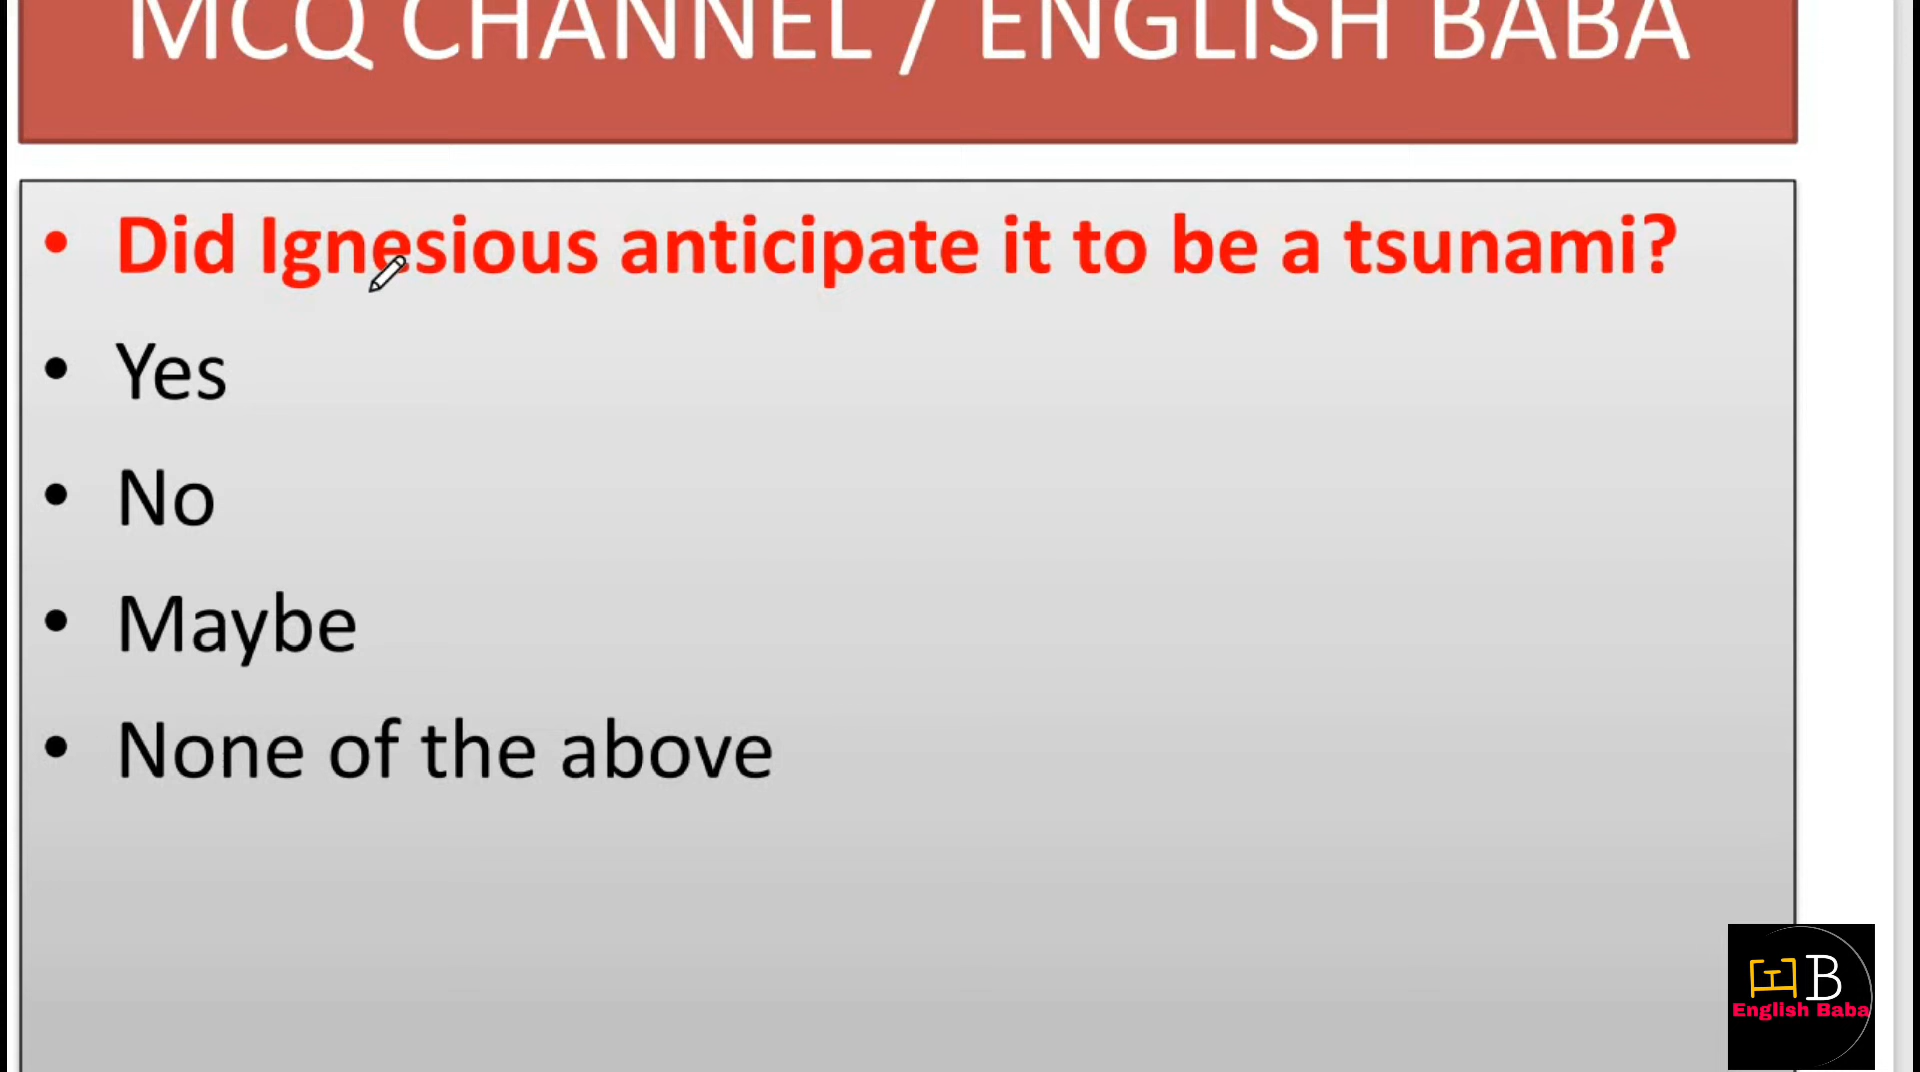 MCQ CHANNEL / ENGLISH BABA
• Did Ignesious anticipate it to be a tsunami?
• Yes
• No
• Maybe
• None of the above
B
English Baba